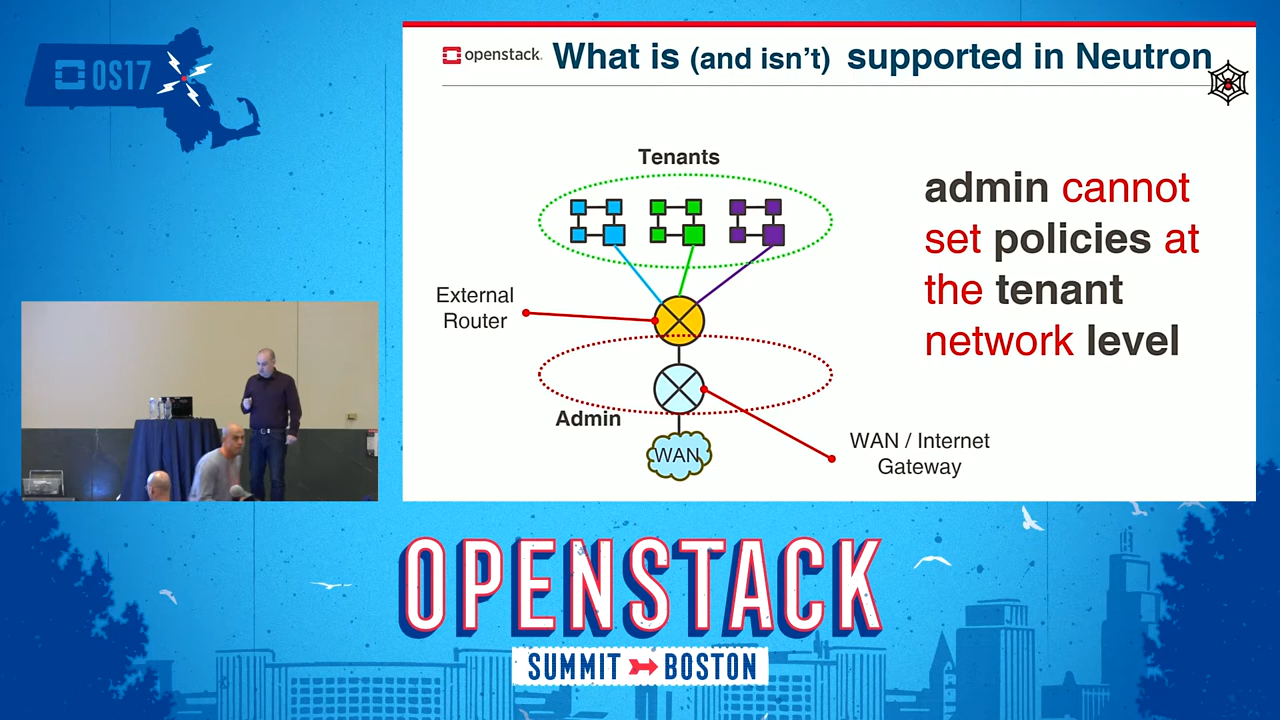 OS17
openstack.
What is (and isn't) supported in Neutron
Tenants
External
Router
Admin
WAN
WAN / Internet
Gateway
admin cannot
set policies at
the tenant
network level
OPENSTACK
SUMMIT BOSTON